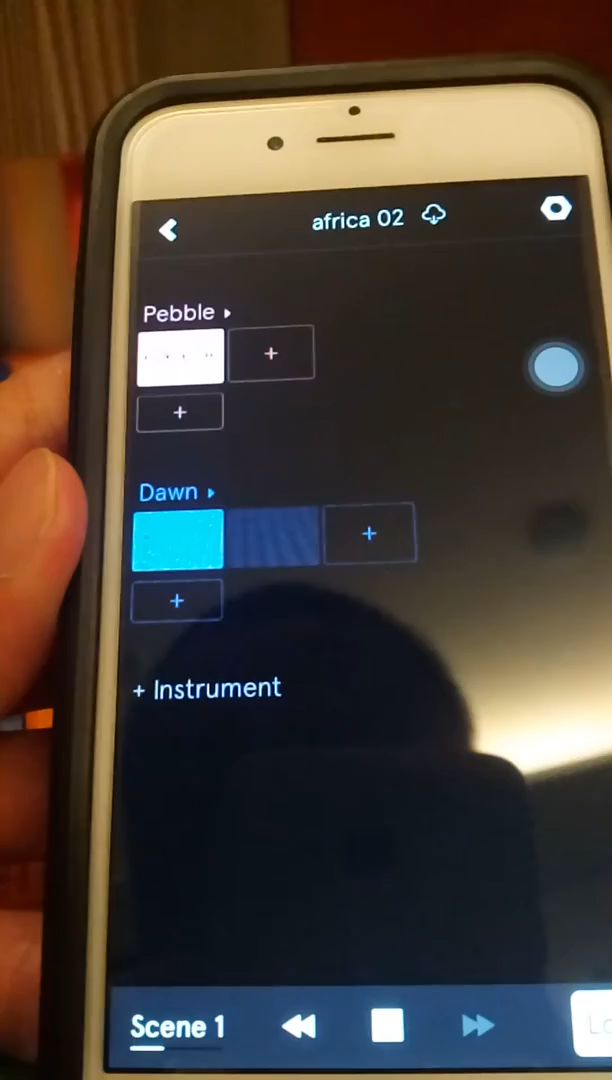 africa 02
Pebble
+
+
Dawn
+
+
+ Instrument
Scene 1